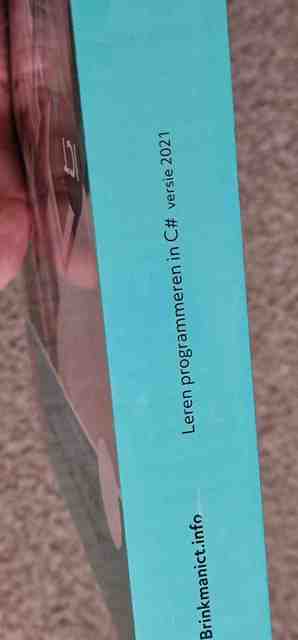 Brinkmanict.info
Leren programmeren in C# versie 2021